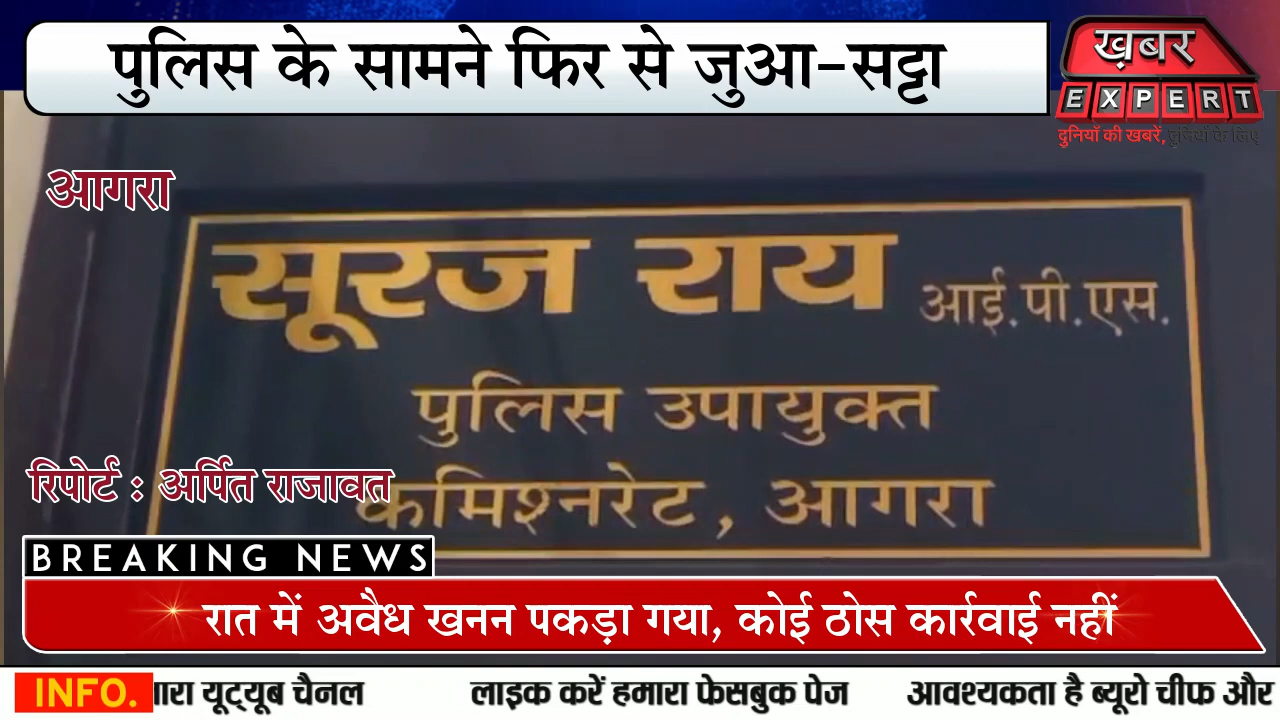 पुलिस के सामने फिर से जुआ-सट्टा
ख़बर
EXPERT
दुनियाँ की खबरें, दुनियाँ के लिए
आगरा
सूरज राय आई.पी.एस.
पुलिस उपायुक्त
कमिश्नरेट, आगरा
रिपोर्ट : अर्पित राजावत
BREAKING NEWS
रात में अवैध खनन पकड़ा गया, कोई ठोस कार्रवाई नहीं
INFO. यूट्यूब चैनल लाइक करें हमारा फेसबुक पेज आवश्यकता है ब्यूरो चीफ और